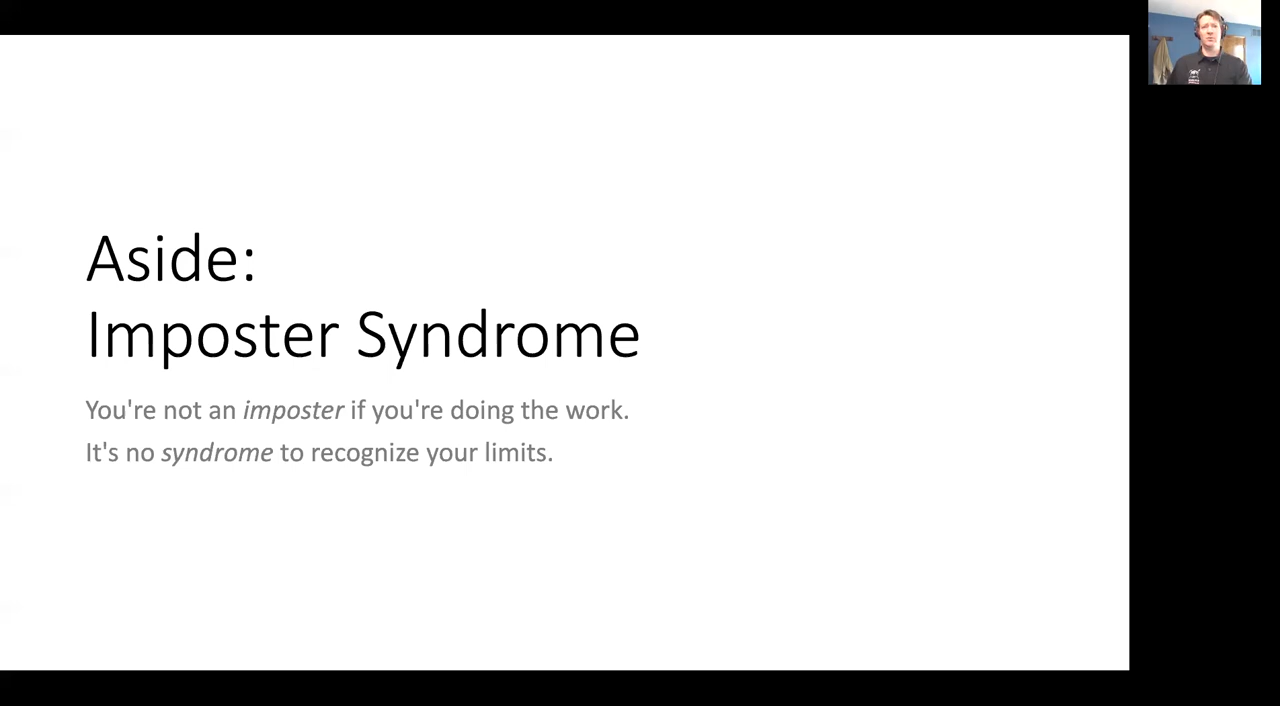 Aside:
Imposter Syndrome
You're not an imposter if you're doing the work.
It's no syndrome to recognize your limits.